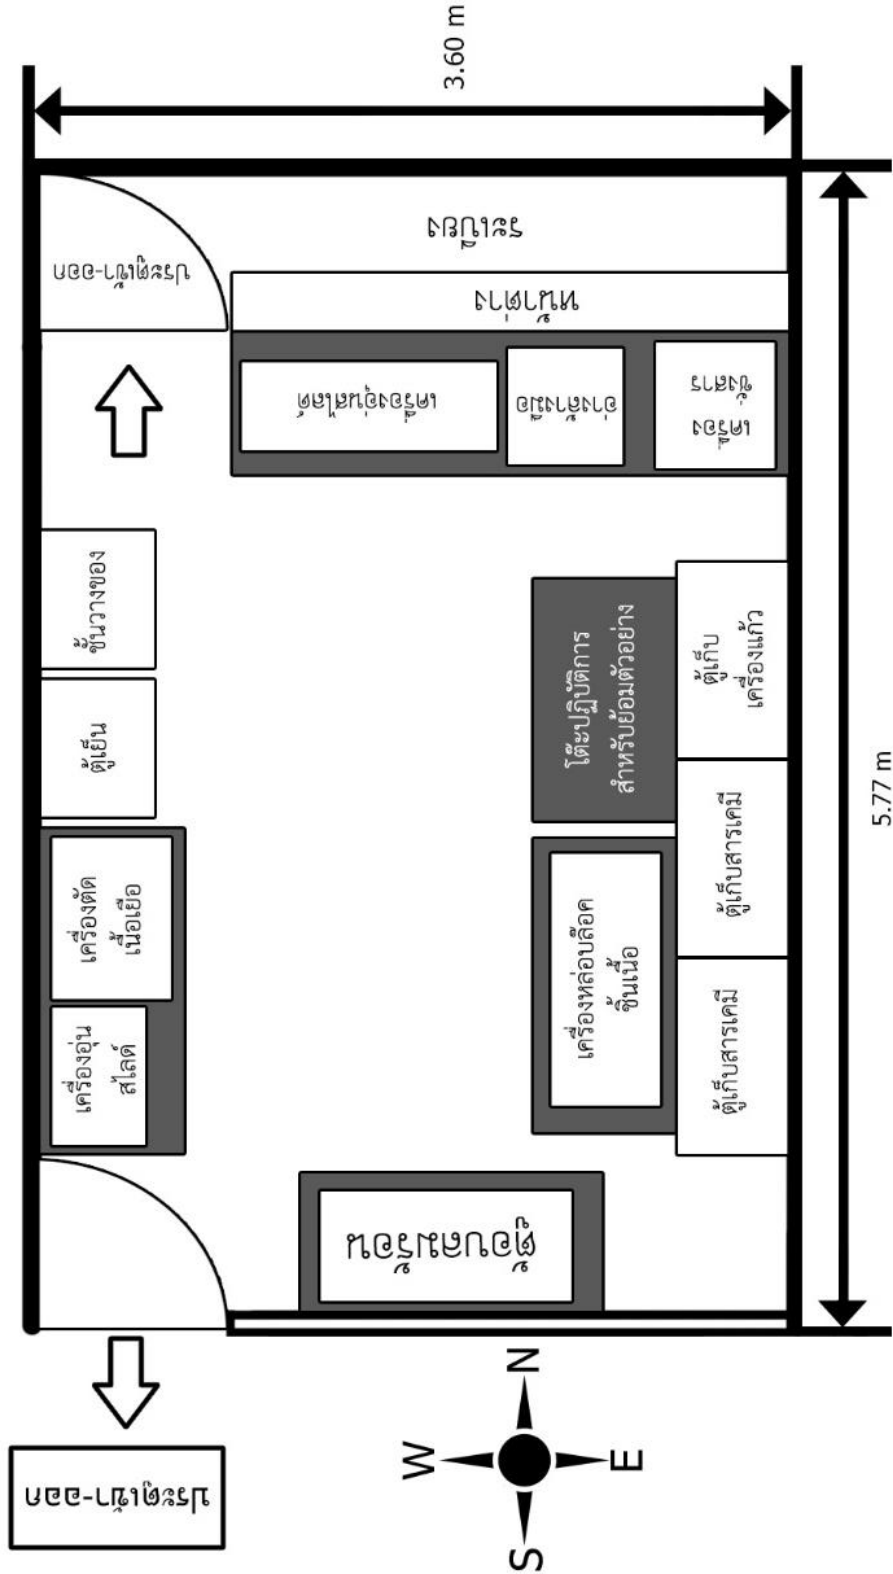 3.60 m
ประตูเข้า-ออก
ระเบียง
หน้าต่าง
เครื่องอุ่นสไลด์
อ่างล้างมือ
เครื่อง
ชั่งสาร
ชั้นวางของ
ตู้เย็น
เครื่องตัด
เนื้อเยื่อ
เครื่องอุ่น
สไลด์
โต๊ะปฏิบัติการ
สำหรับย้อมตัวอย่าง
ตู้เก็บ
เครื่องแก้ว
เครื่องหล่อบล๊อค
ชิ้นเนื้อ
ตู้เก็บสารเคมี
ตู้เก็บสารเคมี
5.77 m
ตู้อบลมร้อน
ประตูเข้า-ออก
N
W
E
S